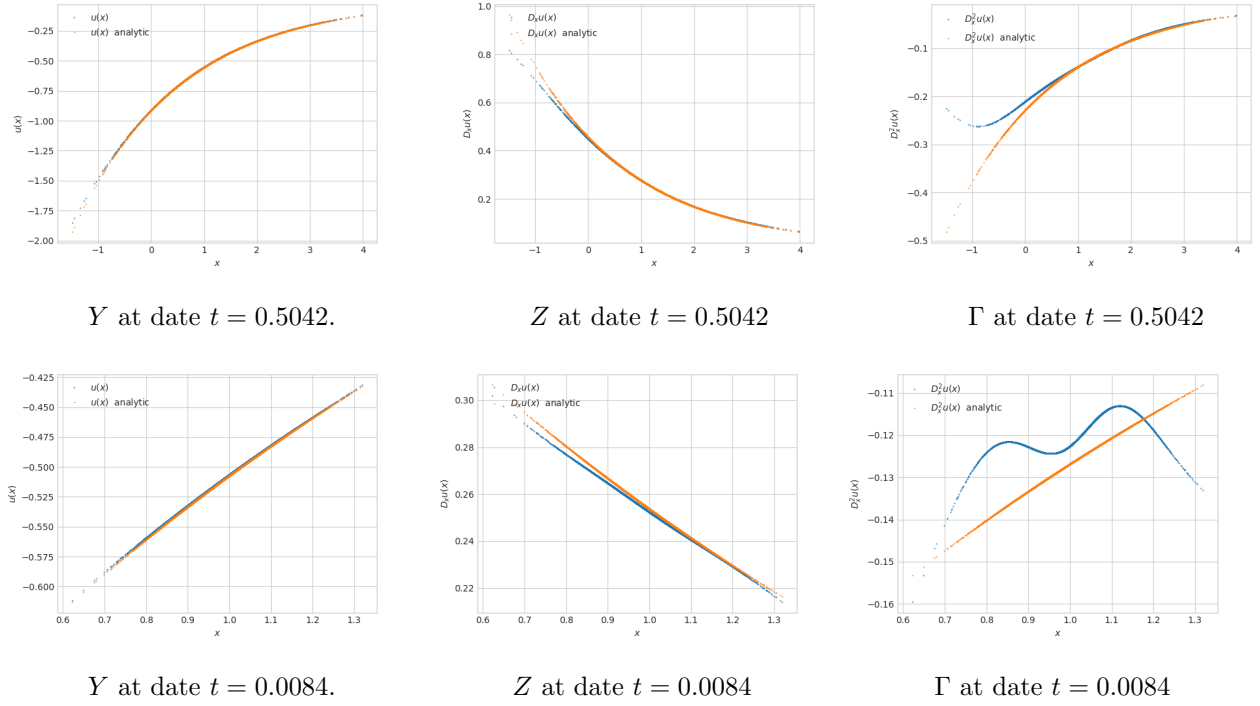 u(x)
u(x) analytic
−0.25
−0.50
−0.75
−1.00
−1.25
−1.50
−1.75
−2.00
u(x)
−1 0 1 2 3 4
x
Y at date t = 0.5042.
D_x u(x)
D_x u(x) analytic
1.0
0.8
0.6
0.4
0.2
D_x u(x)
−1 0 1 2 3 4
x
Z at date t = 0.5042
D_x^2 u(x)
D_x^2 u(x) analytic
−0.1
−0.2
−0.3
−0.4
−0.5
D_x^2 u(x)
−1 0 1 2 3 4
x
Γ at date t = 0.5042
u(x)
u(x) analytic
−0.425
−0.450
−0.475
−0.500
−0.525
−0.550
−0.575
−0.600
u(x)
0.6 0.7 0.8 0.9 1.0 1.1 1.2 1.3
x
Y at date t = 0.0084.
D_x u(x)
D_x u(x) analytic
0.30
0.28
0.26
0.24
0.22
D_x u(x)
0.6 0.7 0.8 0.9 1.0 1.1 1.2 1.3
x
Z at date t = 0.0084
D_x^2 u(x)
D_x^2 u(x) analytic
−0.11
−0.12
−0.13
−0.14
−0.15
−0.16
D_x^2 u(x)
0.6 0.7 0.8 0.9 1.0 1.1 1.2 1.3
x
Γ at date t = 0.0084